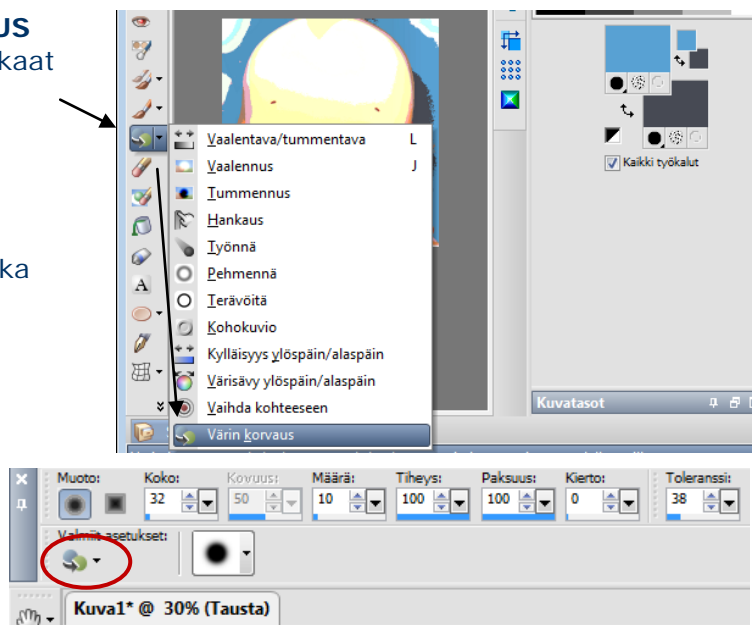 US
kaat
ka
Vaalentava/tummentava L
Vaalennus J
Tummennus
Hankaus
Työnnä
Pehmennä
Terävöitä
Kohokuvio
Kylläisyys ylöspäin/alaspäin
Värisävy ylöspäin/alaspäin
Vaihda kohteeseen
Värin korvaus
Kaikki työkalut
Kuvatasot
A
Muoto: Koko: Kovuus: Määrä: Tiheys: Paksuus: Kierto: Toleranssi:
32 50 10 100 100 0 38
Valmiit asetukset:
Kuva1* @ 30% (Tausta)